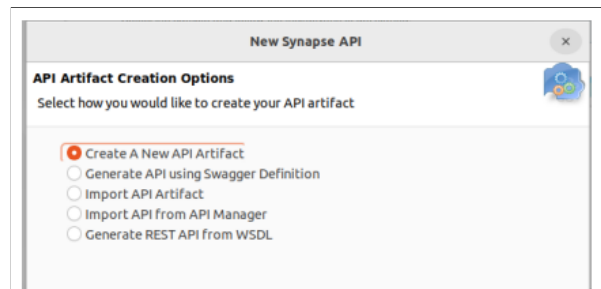 New Synapse API
API Artifact Creation Options
Select how you would like to create your API artifact
Create A New API Artifact
Generate API using Swagger Definition
Import API Artifact
Import API from API Manager
Generate REST API from WSDL